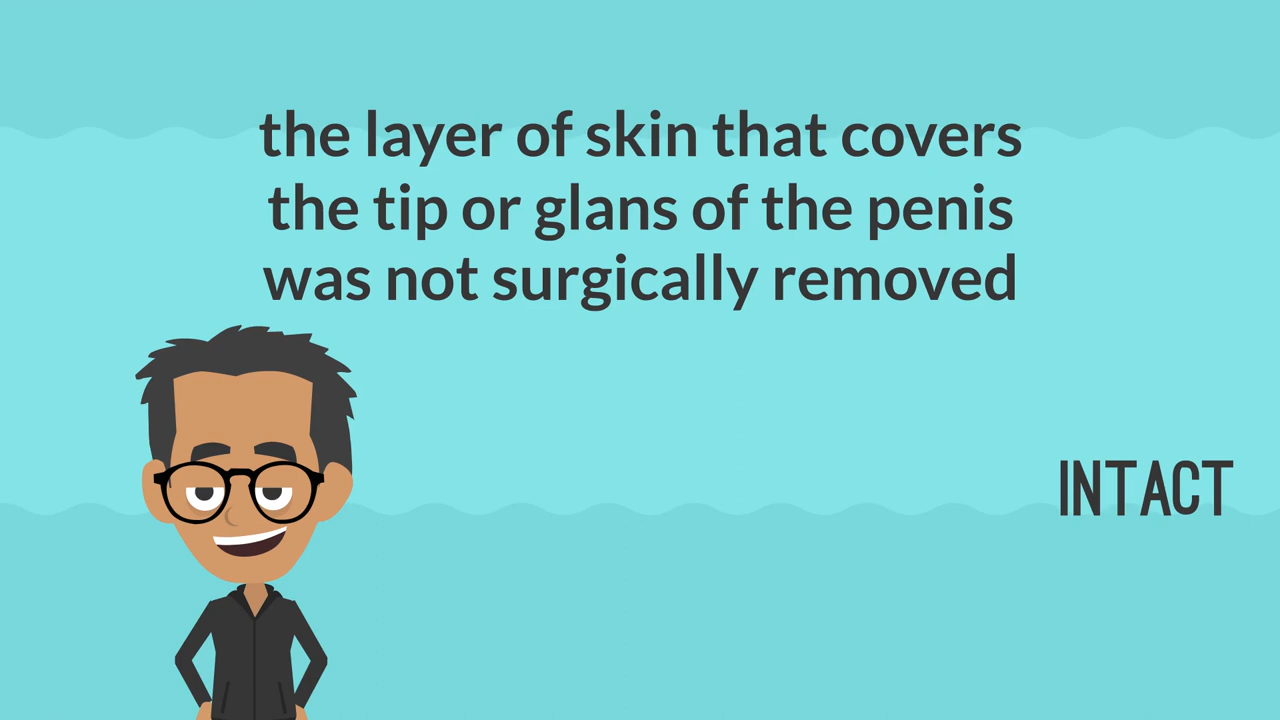 the layer of skin that covers
the tip or glans of the penis
was not surgically removed
INTACT